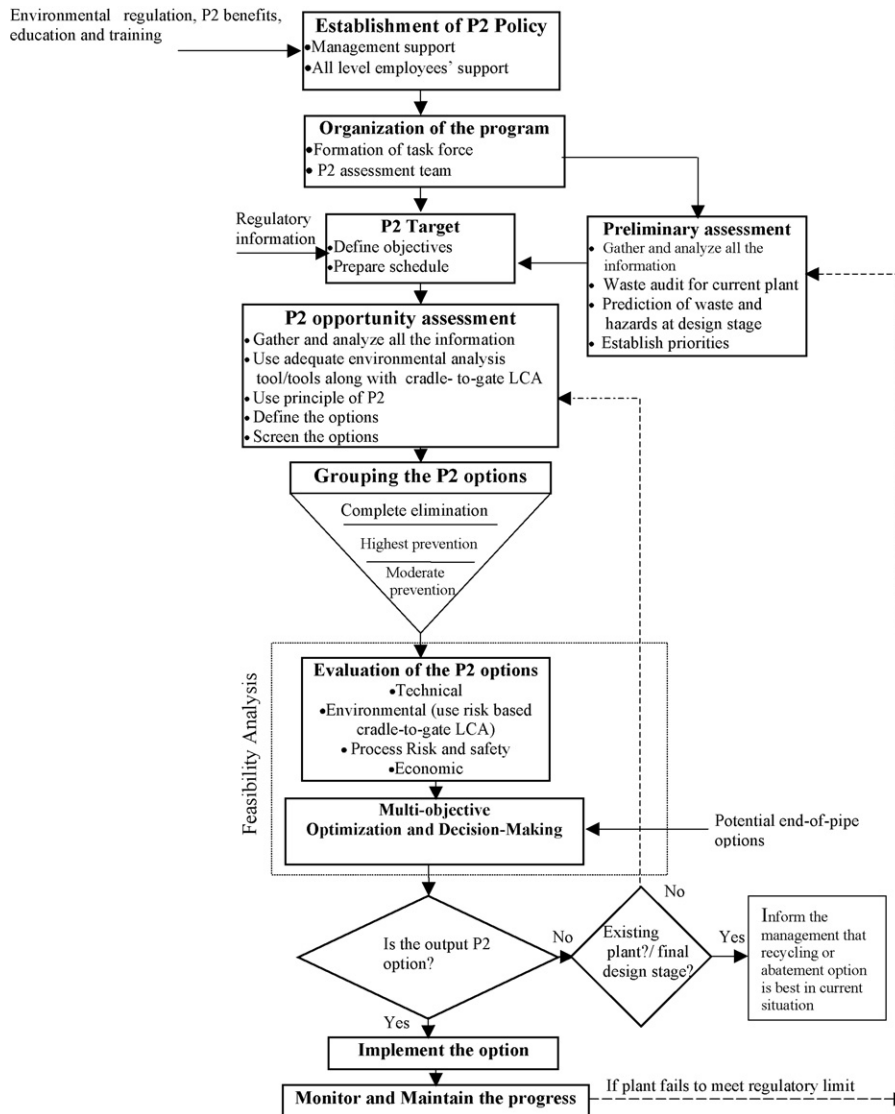 Environmental regulation, P2 benefits,
education and training
Establishment of P2 Policy
•Management support
•All level employees' support
Organization of the program
•Formation of task force
• P2 assessment team
Regulatory
information
P2 Target
•Define objectives
•Prepare schedule
Preliminary assessment
• Gather and analyze all the
information
• Waste audit for current plant
• Prediction of waste and
hazards at design stage
• Establish priorities
P2 opportunity assessment
•Gather and analyze all the information
•Use adequate environmental analysis
tool/tools along with cradle- to-gate LCA
•Use principle of P2
•Define the options
•Screen the options
Grouping the P2 options
Complete elimination
Highest prevention
Moderate
prevention
Feasibility Analysis
Evaluation of the P2 options
•Technical
•Environmental (use risk based
cradle-to-gate LCA)
•Process Risk and safety
•Economic
Multi-objective
Optimization and Decision-Making
Potential end-of-pipe
options
Is the output P2
option?
No
Existing
plant?/ final
design stage?
No
Yes
Inform the
management that
recycling or
abatement option
is best in current
situation
Yes
Implement the option
Monitor and Maintain the progress
If plant fails to meet regulatory limit